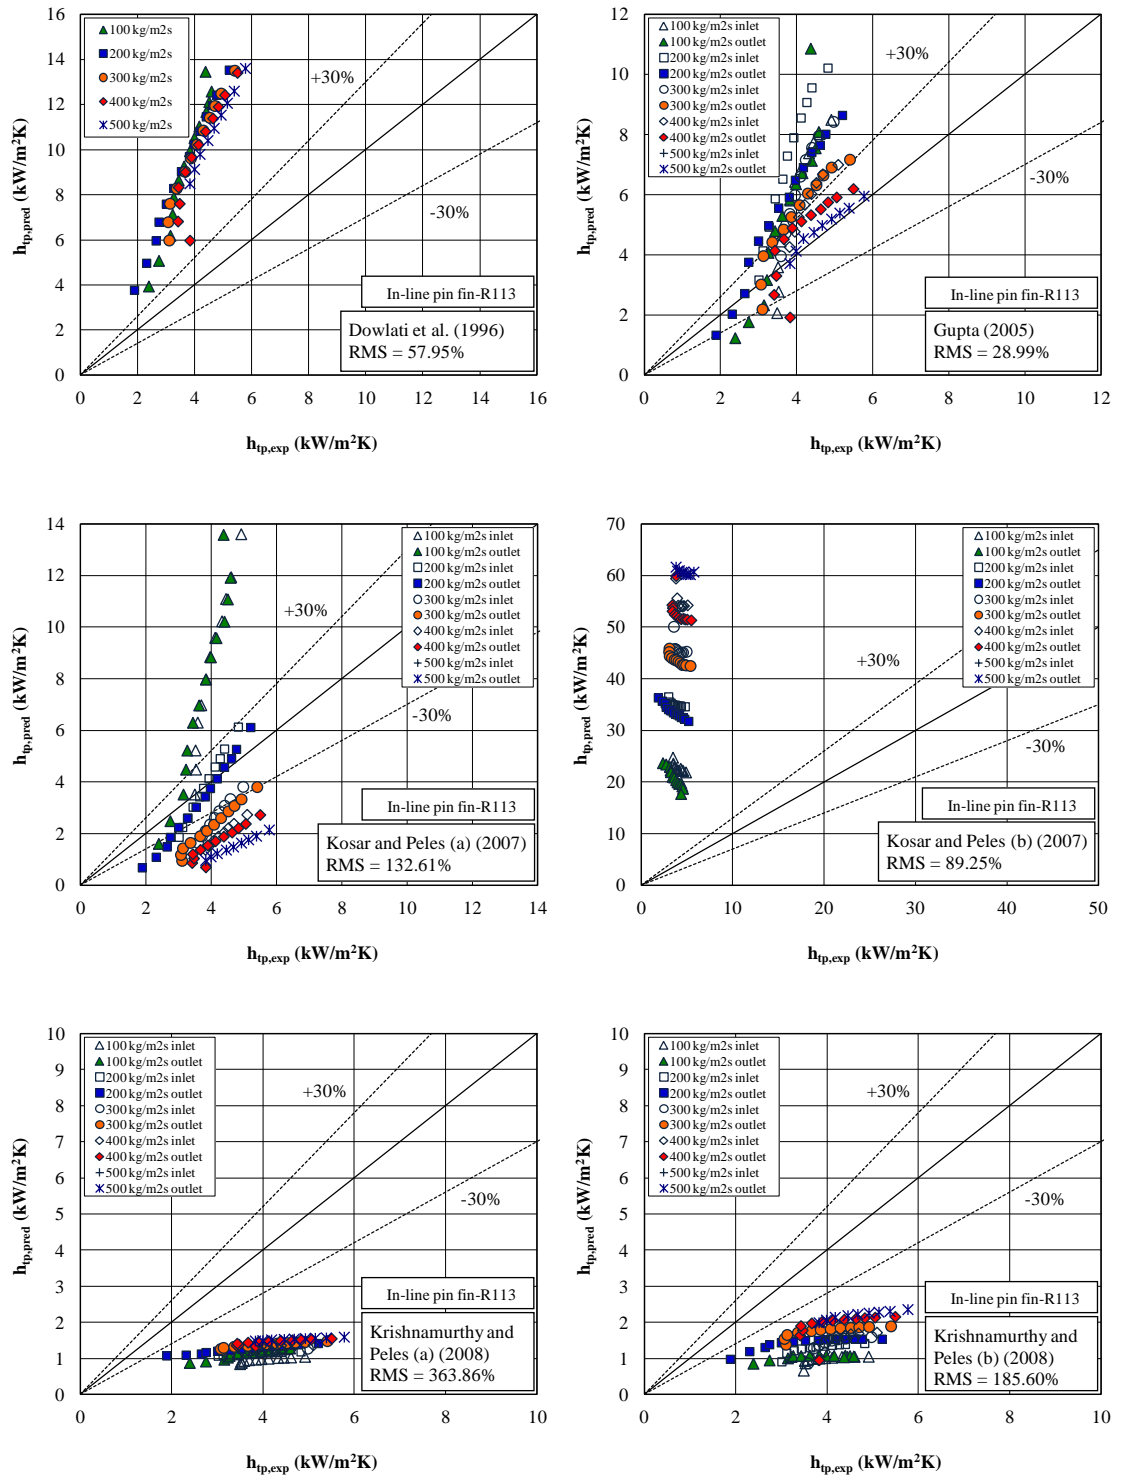 16
14
12
10
8
6
4
2
0
h_tp,pred (kW/m²K)
100 kg/m2s
200 kg/m2s
300 kg/m2s
400 kg/m2s
500 kg/m2s
+30%
-30%
In-line pin fin-R113
Dowlati et al. (1996)
RMS = 57.95%
0 2 4 6 8 10 12 14 16
h_tp,exp (kW/m²K)
12
10
8
6
4
2
0
h_tp,pred (kW/m²K)
100 kg/m2s inlet
100 kg/m2s outlet
200 kg/m2s inlet
200 kg/m2s outlet
300 kg/m2s inlet
300 kg/m2s outlet
400 kg/m2s inlet
400 kg/m2s outlet
500 kg/m2s inlet
500 kg/m2s outlet
+30%
-30%
In-line pin fin-R113
Gupta (2005)
RMS = 28.99%
0 2 4 6 8 10 12
h_tp,exp (kW/m²K)
14
12
10
8
6
4
2
0
h_tp,pred (kW/m²K)
100 kg/m2s inlet
100 kg/m2s outlet
200 kg/m2s inlet
200 kg/m2s outlet
300 kg/m2s inlet
300 kg/m2s outlet
400 kg/m2s inlet
400 kg/m2s outlet
500 kg/m2s inlet
500 kg/m2s outlet
+30%
-30%
In-line pin fin-R113
Kosar and Peles (a) (2007)
RMS = 132.61%
0 2 4 6 8 10 12 14
h_tp,exp (kW/m²K)
70
60
50
40
30
20
10
0
h_tp,pred (kW/m²K)
100 kg/m2s inlet
100 kg/m2s outlet
200 kg/m2s inlet
200 kg/m2s outlet
300 kg/m2s inlet
300 kg/m2s outlet
400 kg/m2s inlet
400 kg/m2s outlet
500 kg/m2s inlet
500 kg/m2s outlet
+30%
-30%
In-line pin fin-R113
Kosar and Peles (b) (2007)
RMS = 89.25%
0 10 20 30 40 50
h_tp,exp (kW/m²K)
10
9
8
7
6
5
4
3
2
1
0
h_tp,pred (kW/m²K)
100 kg/m2s inlet
100 kg/m2s outlet
200 kg/m2s inlet
200 kg/m2s outlet
300 kg/m2s inlet
300 kg/m2s outlet
400 kg/m2s inlet
400 kg/m2s outlet
500 kg/m2s inlet
500 kg/m2s outlet
+30%
-30%
In-line pin fin-R113
Krishnamurthy and
Peles (a) (2008)
RMS = 363.86%
0 2 4 6 8 10
h_tp,exp (kW/m²K)
10
9
8
7
6
5
4
3
2
1
0
h_tp,pred (kW/m²K)
100 kg/m2s inlet
100 kg/m2s outlet
200 kg/m2s inlet
200 kg/m2s outlet
300 kg/m2s inlet
300 kg/m2s outlet
400 kg/m2s inlet
400 kg/m2s outlet
500 kg/m2s inlet
500 kg/m2s outlet
+30%
-30%
In-line pin fin-R113
Krishnamurthy and
Peles (b) (2008)
RMS = 185.60%
0 2 4 6 8 10
h_tp,exp (kW/m²K)